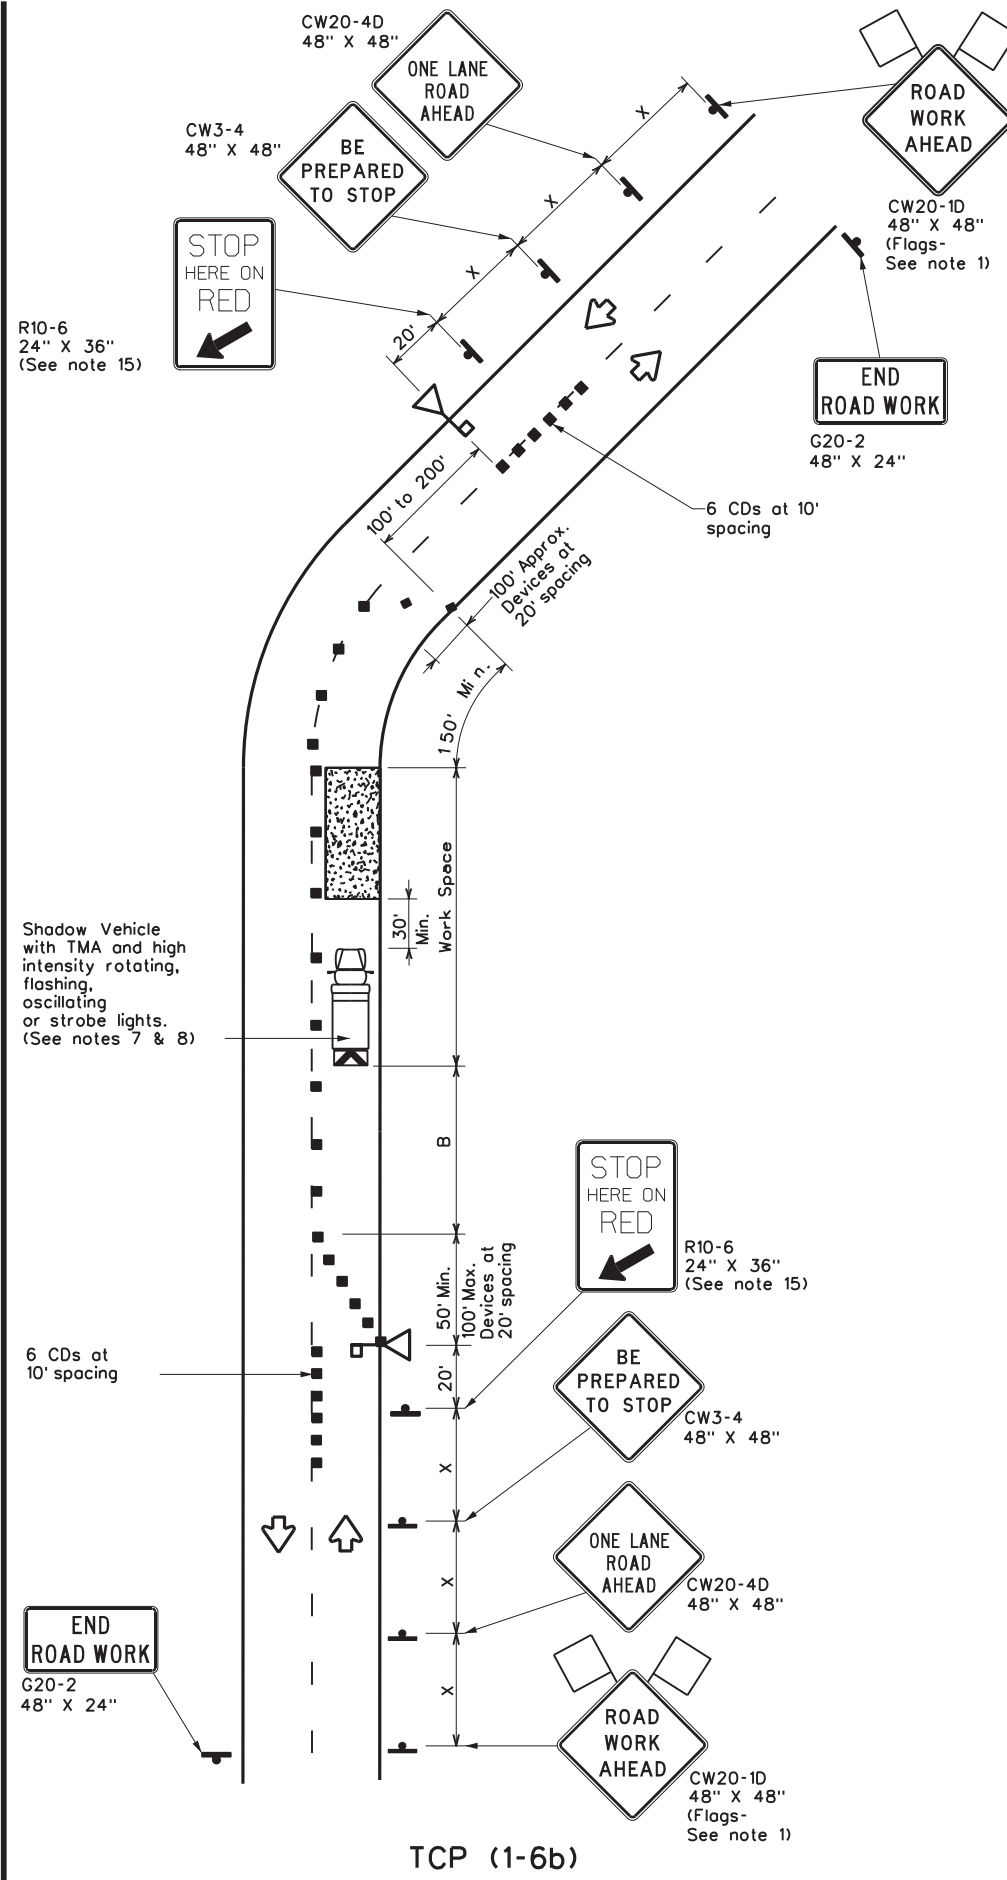 CW20-4D
48" X 48"
ONE LANE
ROAD
AHEAD
CW3-4
48" X 48"
BE
PREPARED
TO STOP
ROAD
WORK
AHEAD
CW20-1D
48" X 48"
(Flags-
See note 1)
X
X
X
20'
STOP
HERE ON
RED
R10-6
24" X 36"
(See note 15)
END
ROAD WORK
G20-2
48" X 24"
6 CDs at 10'
spacing
100' to 200'
100' Approx.
Devices at
20' spacing
150' Min.
Work Space
30'
Min.
Shadow Vehicle
with TMA and high
intensity rotating,
flashing,
oscillating
or strobe lights.
(See notes 7 & 8)
B
50' Min.
100' Max.
Devices at
20' spacing
STOP
HERE ON
RED
R10-6
24" X 36"
(See note 15)
6 CDs at
10' spacing
20'
BE
PREPARED
TO STOP
CW3-4
48" X 48"
X
ONE LANE
ROAD
AHEAD
CW20-4D
48" X 48"
X
END
ROAD WORK
G20-2
48" X 24"
X
ROAD
WORK
AHEAD
CW20-1D
48" X 48"
(Flags-
See note 1)
TCP (1-6b)